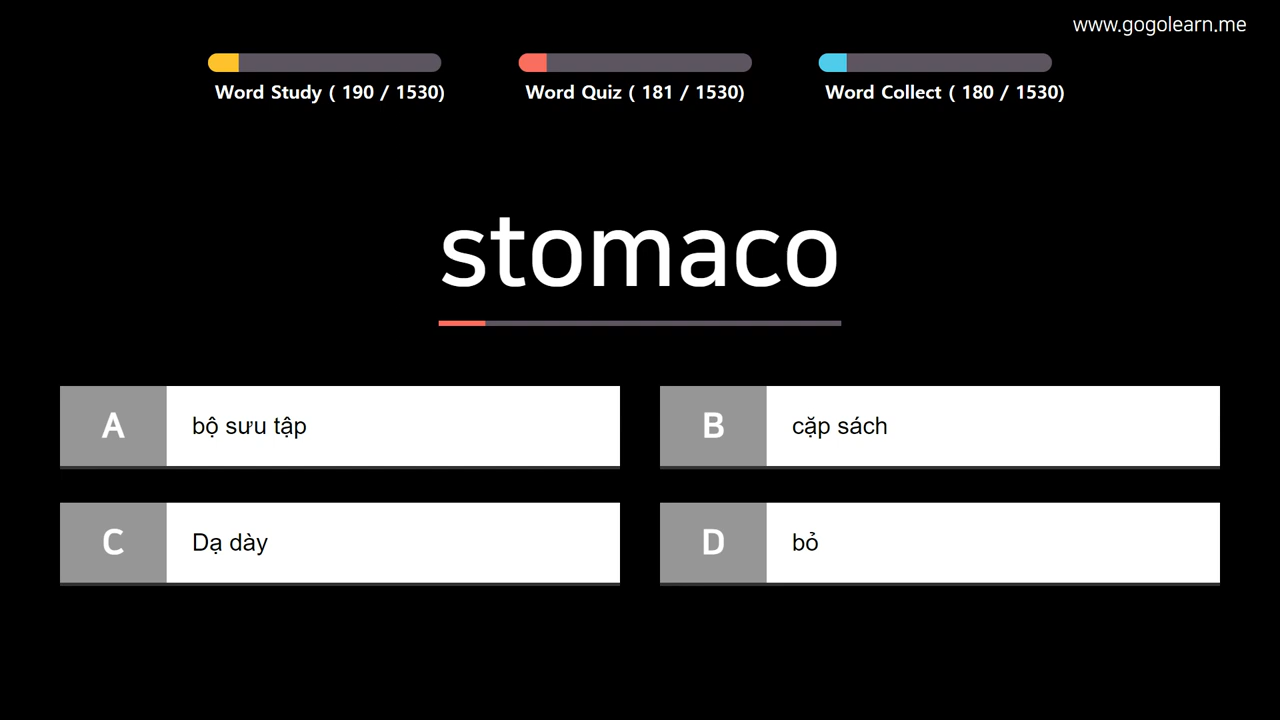 www.gogolearn.me
Word Study ( 190 / 1530)
Word Quiz ( 181 / 1530)
Word Collect ( 180 / 1530)
stomaco
A
bộ sưu tập
B
cặp sách
C
Dạ dày
D
bỏ